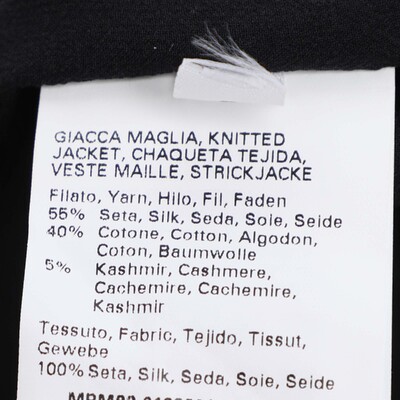 GIACCA MAGLIA, KNITTED
JACKET, CHAQUETA TEJIDA,
VESTE MAILLE, STRICKJACKE
Filato, Yarn, Hilo, Fil, Faden
55% Seta, Silk, Seda, Soie, Seide
40% Cotone, Cotton, Algodon,
Coton, Baumwolle
5% Kashmir, Cashmere,
Cachemire, Cachemire,
Kashmir
Tessuto, Fabric, Tejido, Tissut,
Gewebe
100% Seta, Silk, Seda, Soie, Seide